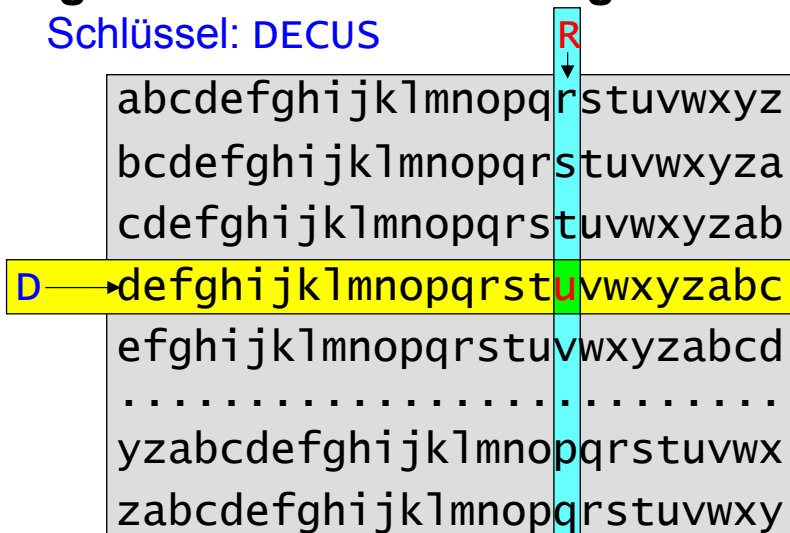 Schlüssel: DECUS R
abcdefghijklmnopqrstuvwxyz
bcdefghijklmnopqrstuvwxyza
cdefghijklmnopqrstuvwxyzab
D defghijklmnopqrstuvwxyzabc
efghijklmnopqrstuvwxyzabcd
..........................
yzabcdefghijklmnopqrstuvwx
zabcdefghijklmnopqrstuvwxy